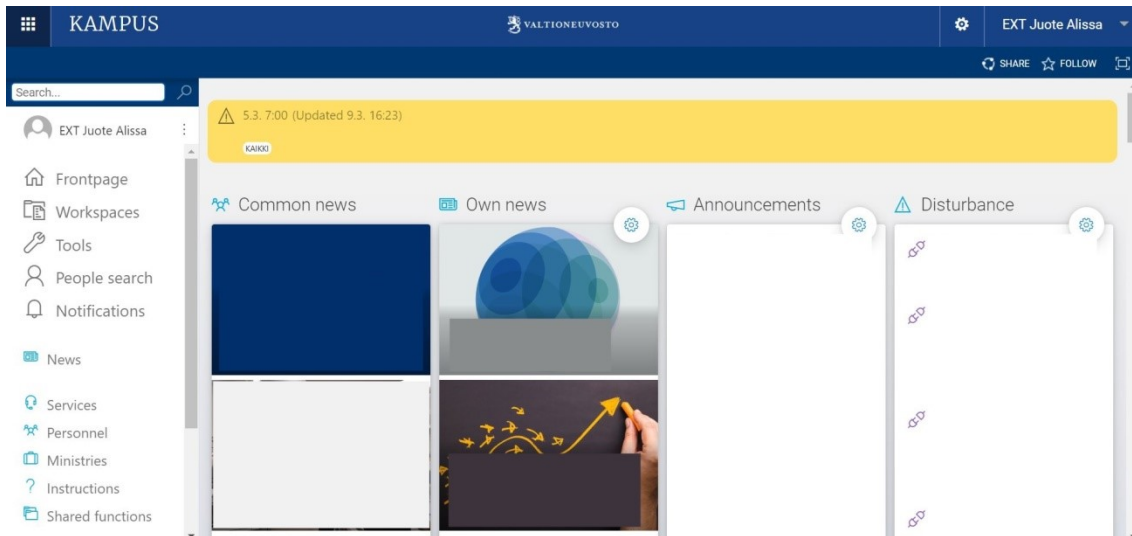 KAMPUS
VALTIONEUVOSTO
EXT Juote Alissa
SHARE
FOLLOW
Search...
EXT Juote Alissa
Frontpage
Workspaces
Tools
People search
Notifications
News
Services
Personnel
Ministries
Instructions
Shared functions
5.3. 7:00 (Updated 9.3. 16:23)
KAIKKI
Common news
Own news
Announcements
Disturbance